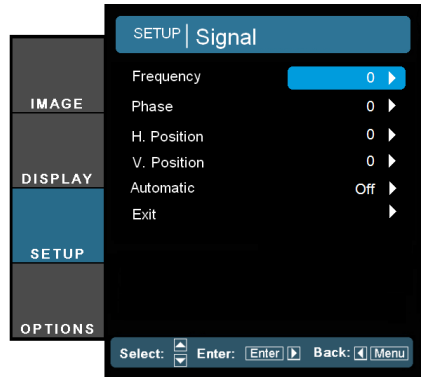 SETUP | Signal
Frequency 0
IMAGE
Phase 0
H. Position 0
V. Position 0
DISPLAY
Automatic Off
Exit
SETUP
OPTIONS
Select: Enter: Enter Back: Menu